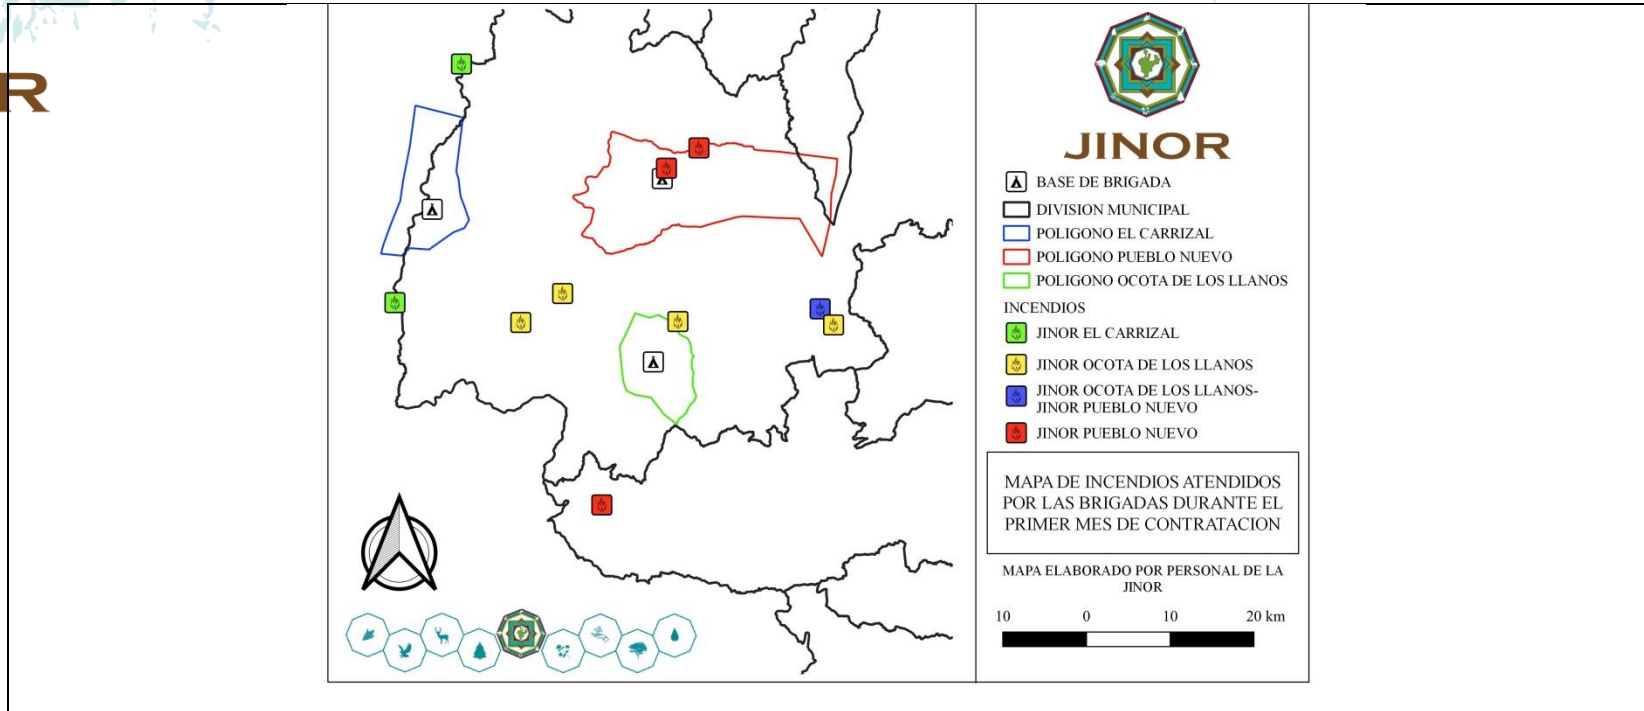 R
JINOR
BASE DE BRIGADA
DIVISION MUNICIPAL
POLIGONO EL CARRIZAL
POLIGONO PUEBLO NUEVO
POLIGONO OCOTA DE LOS LLANOS
INCENDIOS
JINOR EL CARRIZAL
JINOR OCOTA DE LOS LLANOS
JINOR OCOTA DE LOS LLANOS-
JINOR PUEBLO NUEVO
JINOR PUEBLO NUEVO
MAPA DE INCENDIOS ATENDIDOS
POR LAS BRIGADAS DURANTE EL
PRIMER MES DE CONTRATACION
MAPA ELABORADO POR PERSONAL DE LA
JINOR
10 0 10 20 km